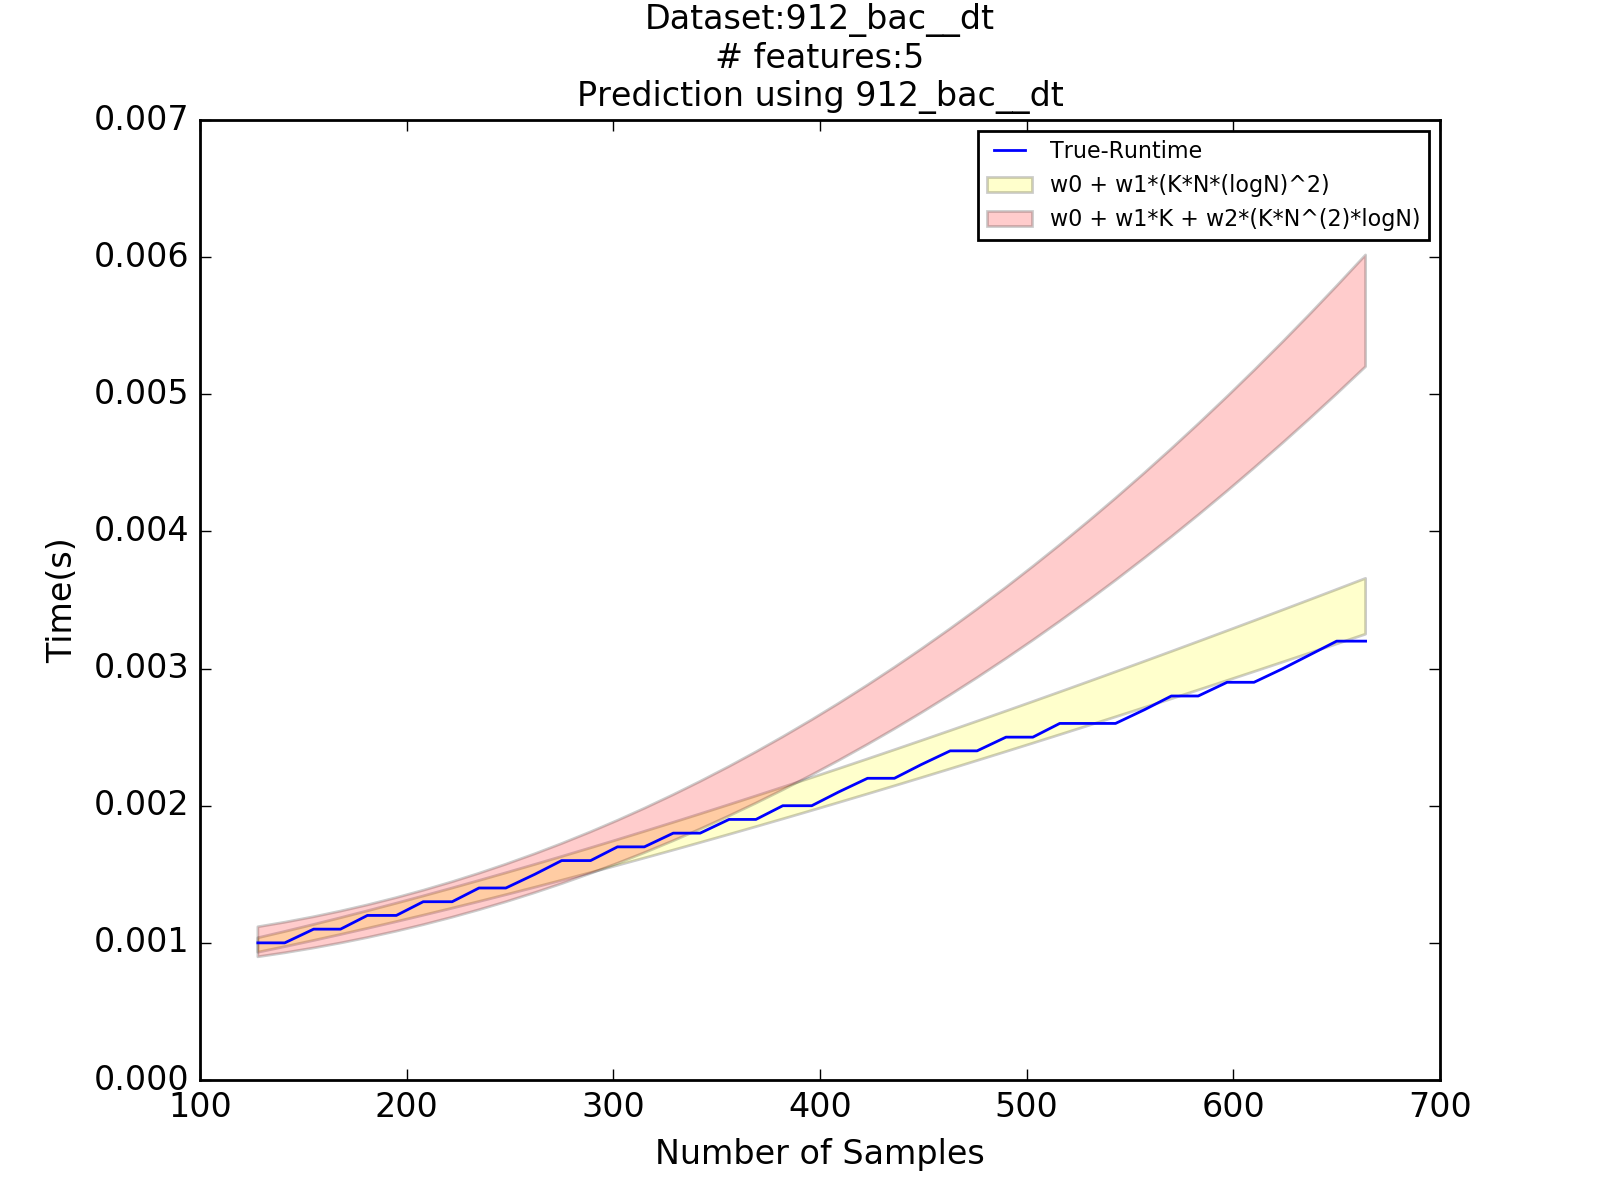 Dataset:912_bac__dt
# features:5
Prediction using 912_bac__dt
True-Runtime
w0 + w1*(K*N*(logN)^2)
w0 + w1*K + w2*(K*N^(2)*logN)
0.007
0.006
0.005
0.004
0.003
0.002
0.001
0.000
Time(s)
100 200 300 400 500 600 700
Number of Samples